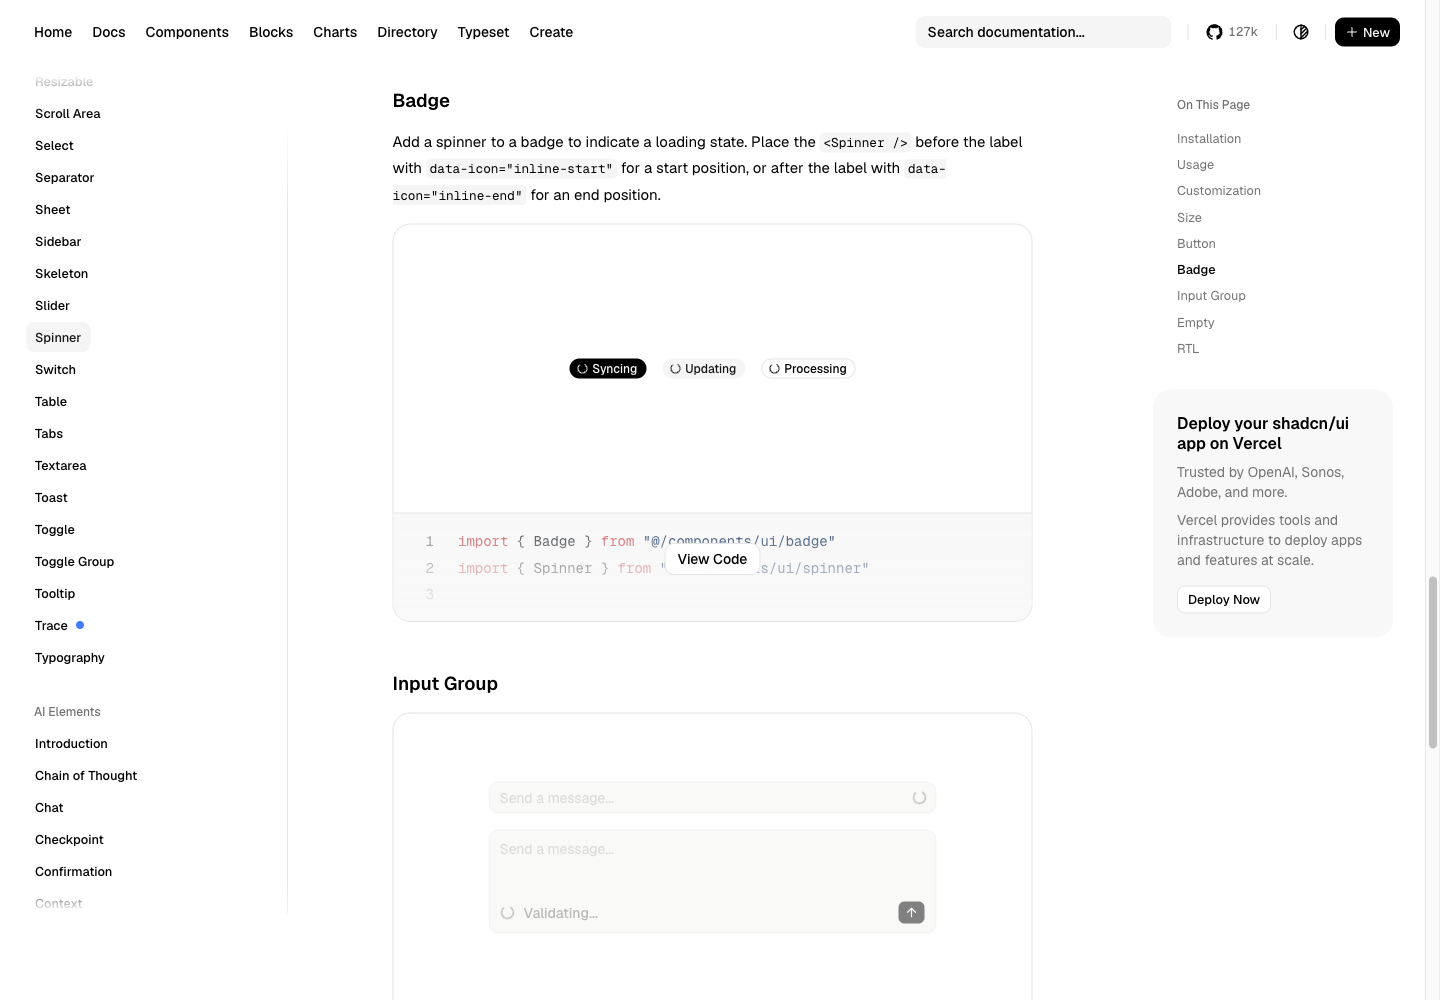 Home Docs Components Blocks Charts Directory Typeset Create
Search documentation...
127k
New
Resizable
Scroll Area
Select
Separator
Sheet
Sidebar
Skeleton
Slider
Spinner
Switch
Table
Tabs
Textarea
Toast
Toggle
Toggle Group
Tooltip
Trace
Typography
AI Elements
Introduction
Chain of Thought
Chat
Checkpoint
Confirmation
Context
Badge
Add a spinner to a badge to indicate a loading state. Place the <Spinner /> before the label
with data-icon="inline-start" for a start position, or after the label with data-
icon="inline-end" for an end position.
Syncing Updating Processing
1 import { Badge } from "@/components/ui/badge"
View Code
2 import { Spinner } from "@/components/ui/spinner"
3
Input Group
Send a message...
Send a message...
Validating...
On This Page
Installation
Usage
Customization
Size
Button
Badge
Input Group
Empty
RTL
Deploy your shadcn/ui
app on Vercel
Trusted by OpenAI, Sonos,
Adobe, and more.
Vercel provides tools and
infrastructure to deploy apps
and features at scale.
Deploy Now